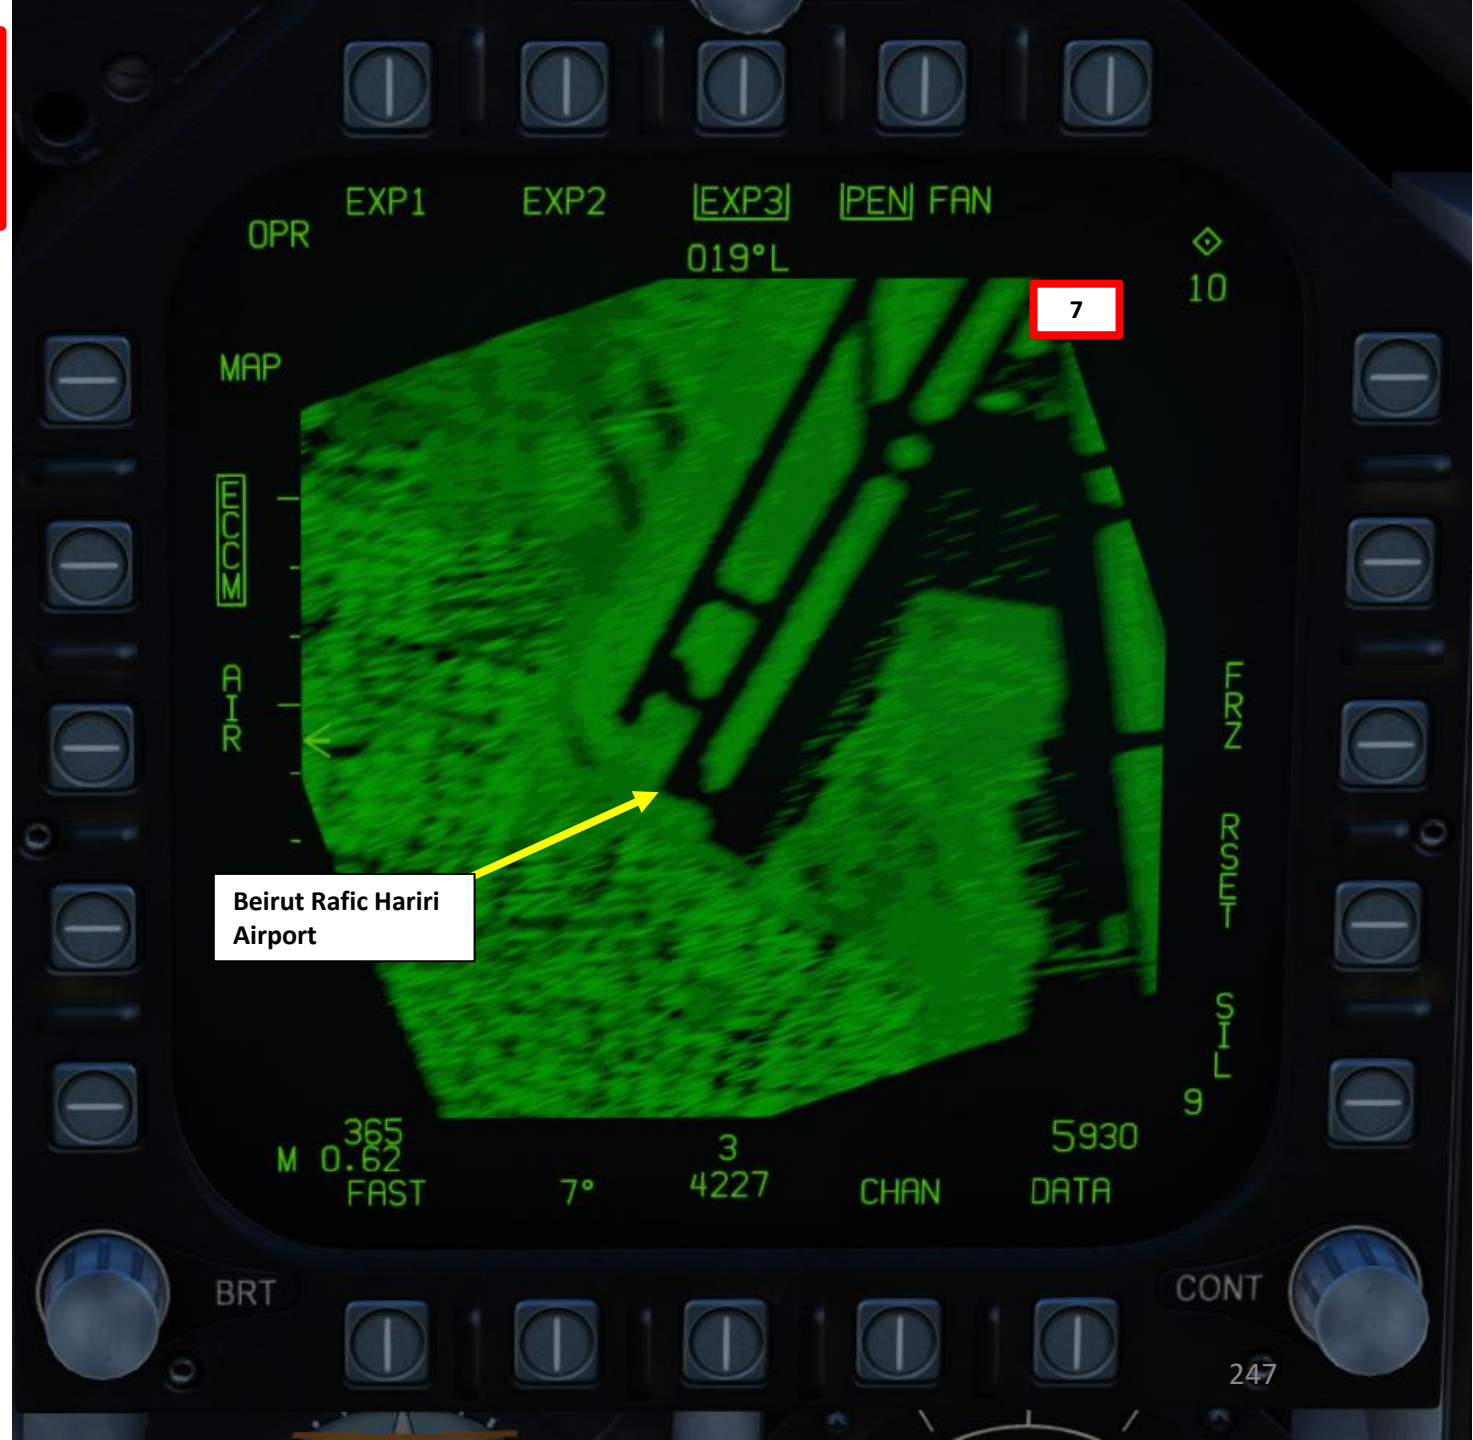 EXP1 EXP2 EXP3 PEN FAN
OPR
019°L
10
7
MAP
ECCM
AIR
FRZ
RSET
SIL
Beirut Rafic Hariri
Airport
9
365
M 0.62
3
5930
FAST 7° 4227 CHAN DATA
BRT
CONT
247